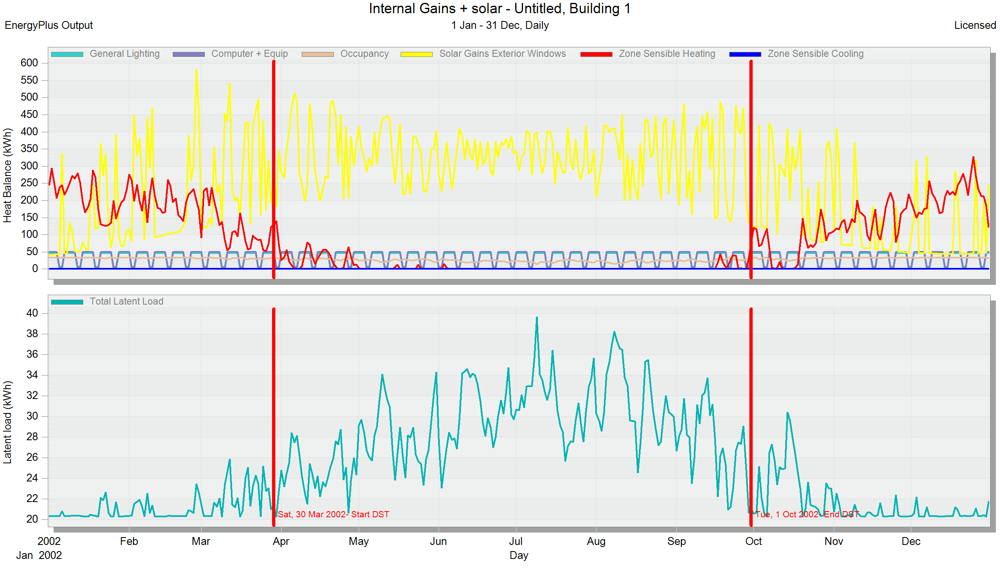 Internal Gains + solar - Untitled, Building 1
EnergyPlus Output
1 Jan - 31 Dec, Daily
Licensed
General Lighting
Computer + Equip
Occupancy
Solar Gains Exterior Windows
Zone Sensible Heating
Zone Sensible Cooling
Heat Balance (kWh)
600
550
500
450
400
350
300
250
200
150
100
50
0
Total Latent Load
Latent load (kWh)
40
38
36
34
32
30
28
26
24
22
20
Sat, 30 Mar 2002- Start DST
Tue, 1 Oct 2002- End DST
2002 Feb Mar Apr May Jun Jul Aug Sep Oct Nov Dec
Jan 2002
Day